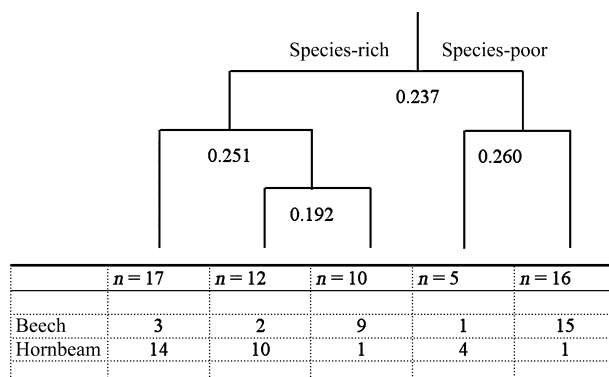 Species-rich Species-poor
0.237
0.251 0.260
0.192
n = 17 n = 12 n = 10 n = 5 n = 16
Beech 3 2 9 1 15
Hornbeam 14 10 1 4 1